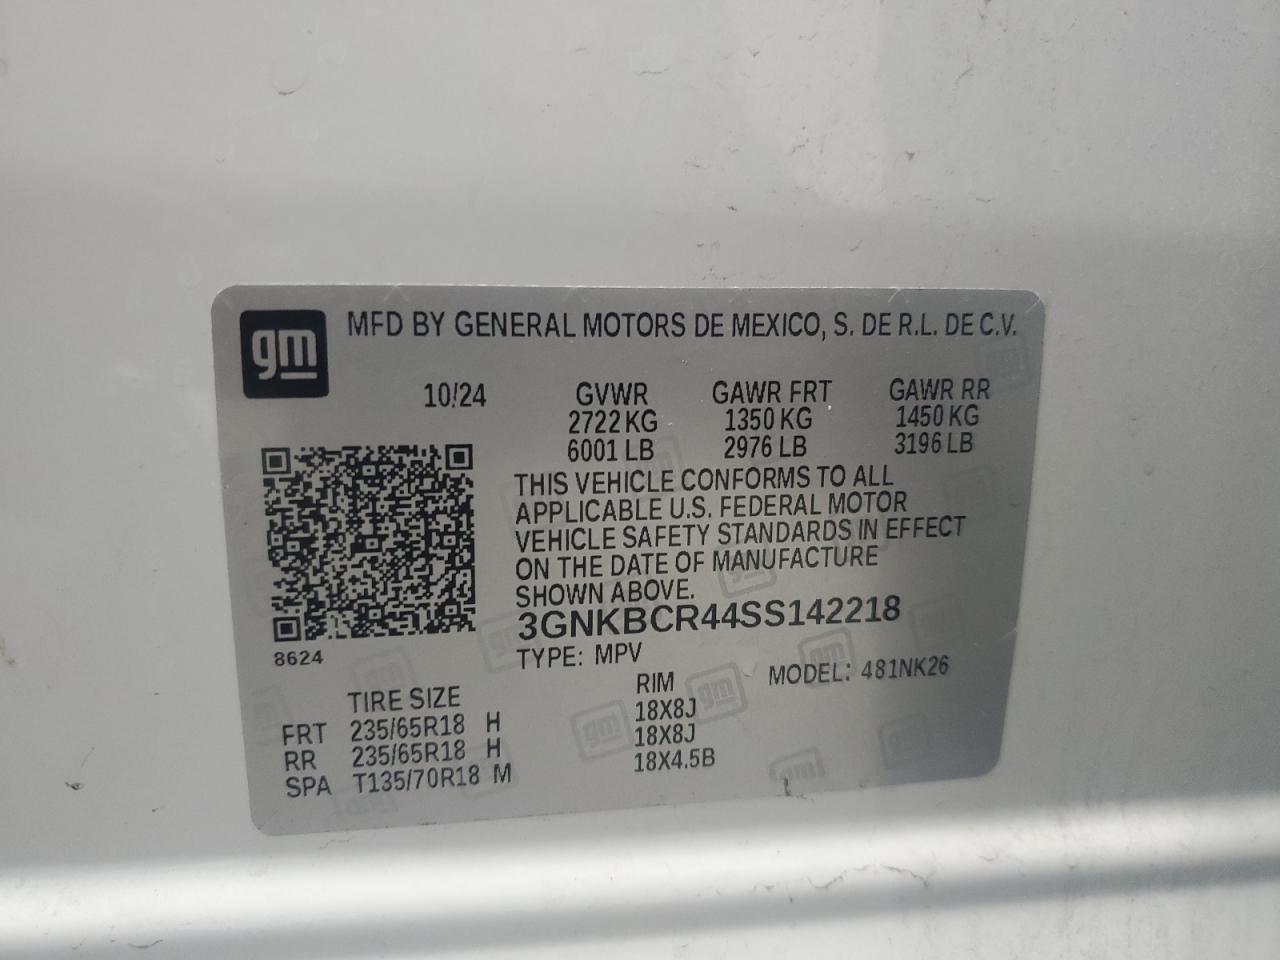 gm
MFD BY GENERAL MOTORS DE MEXICO, S. DE R.L. DE C.V.
10/24 GVWR GAWR FRT GAWR RR
2722 KG 1350 KG 1450 KG
6001 LB 2976 LB 3196 LB
THIS VEHICLE CONFORMS TO ALL
APPLICABLE U.S. FEDERAL MOTOR
VEHICLE SAFETY STANDARDS IN EFFECT
ON THE DATE OF MANUFACTURE
SHOWN ABOVE.
3GNKBCR44SS142218
8624
TYPE: MPV MODEL: 481NK26
TIRE SIZE RIM
FRT 235/65R18 H 18X8J
RR 235/65R18 H 18X8J
SPA T135/70R18 M 18X4.5B